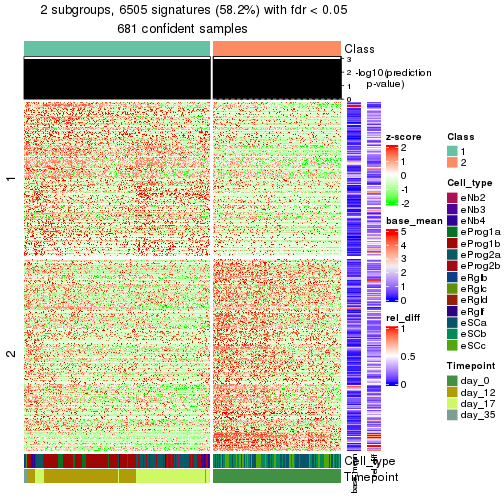 2 subgroups, 6505 signatures (58.2%) with fdr < 0.05
681 confident samples
Class
3
2
1
0
-log10(prediction
p-value)
1
2
z-score
2
1
0
-1
-2
base_mean
5
4
3
2
1
0
rel_diff
1
0.5
0
Class
1
2
Cell_type
eNb2
eNb3
eNb4
eProg1a
eProg1b
eProg2a
eProg2b
eRglb
eRglc
eRgld
eRglf
eSCa
eSCb
eSCc
Timepoint
day_0
day_12
day_17
day_35
Cell_type
Timepoint